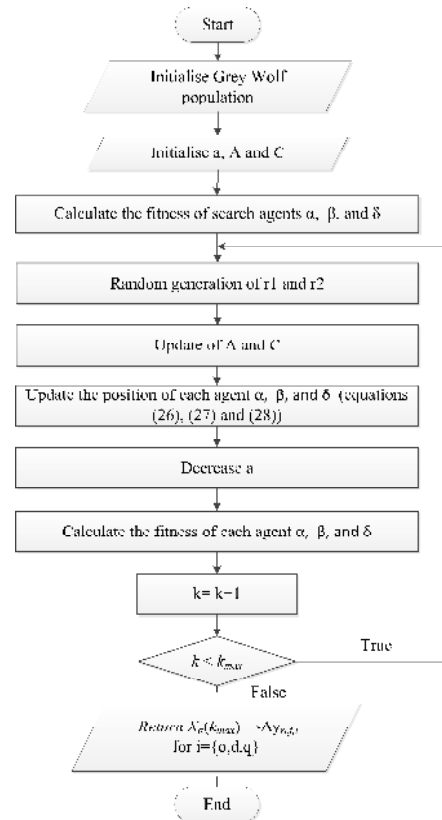 Start
Initialise Grey Wolf
population
Initialise a, A and C
Calculate the fitness of search agents α, β, and δ
Random generation of r1 and r2
Update of A and C
Update the position of each agent α, β, and δ (equations
(26), (27) and (28))
Decrease a
Calculate the fitness of each agent α, β, and δ
k= k+1
k < k_max
True
False
Return
for i={o,d,q}
End